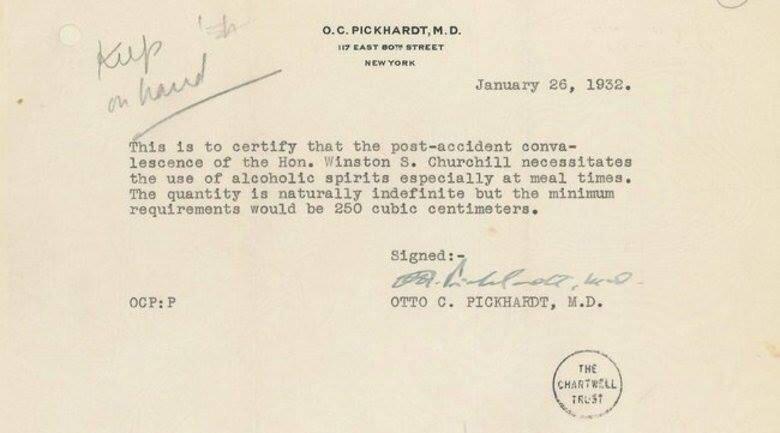 Keep
on hand
O. C. PICKHARDT, M. D.
117 EAST 80TH STREET
NEW YORK
January 26, 1932.
This is to certify that the post-accident conva-
lescence of the Hon. Winston S. Churchill necessitates
the use of alcoholic spirits especially at meal times.
The quantity is naturally indefinite but the minimum
requirements would be 250 cubic centimeters.
Signed:-
O.C. Pickhardt, M.D.
OCP:P
OTTO C. PICKHARDT, M.D.
THE
CHARTWELL
TRUST